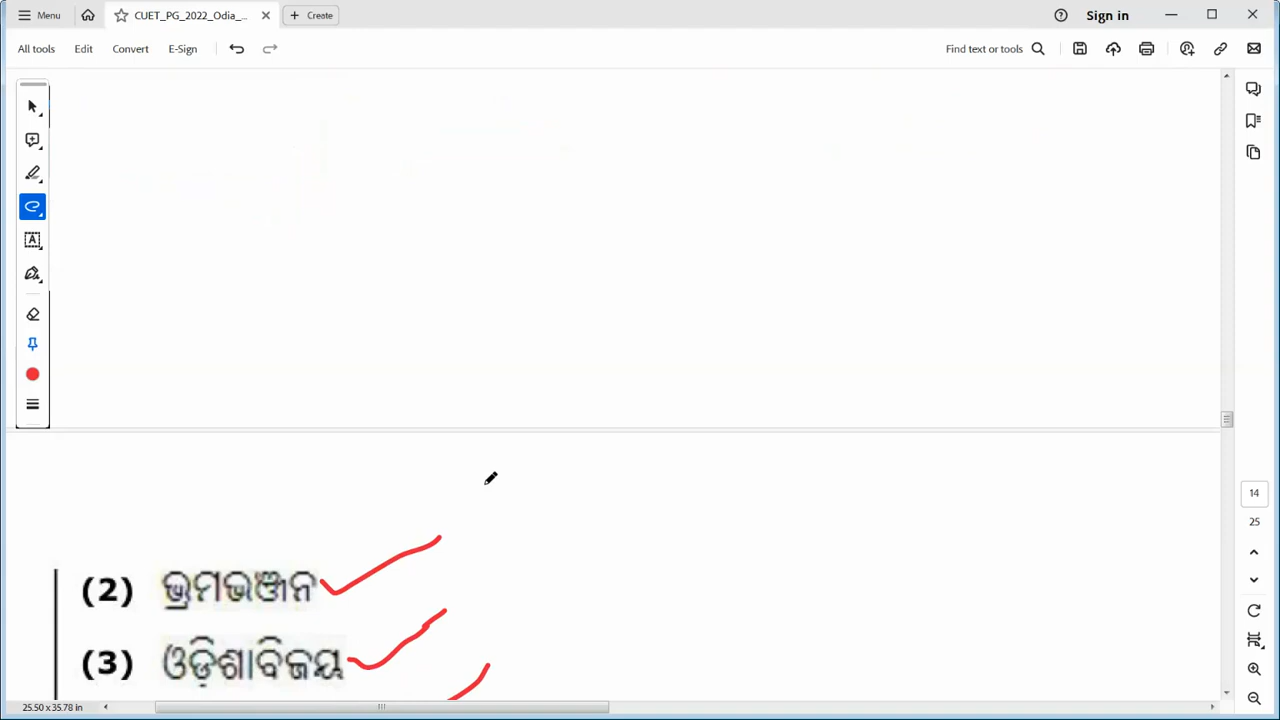 Menu
CUET_PG_2022_Odia_...
Create
Sign in
All tools
Edit
Convert
E-Sign
Find text or tools
14
25
(2) ଭ୍ରମଭଞ୍ଜନ
(3) ଓଡ଼ିଶାବିଜୟ
25.50 x 35.78 in